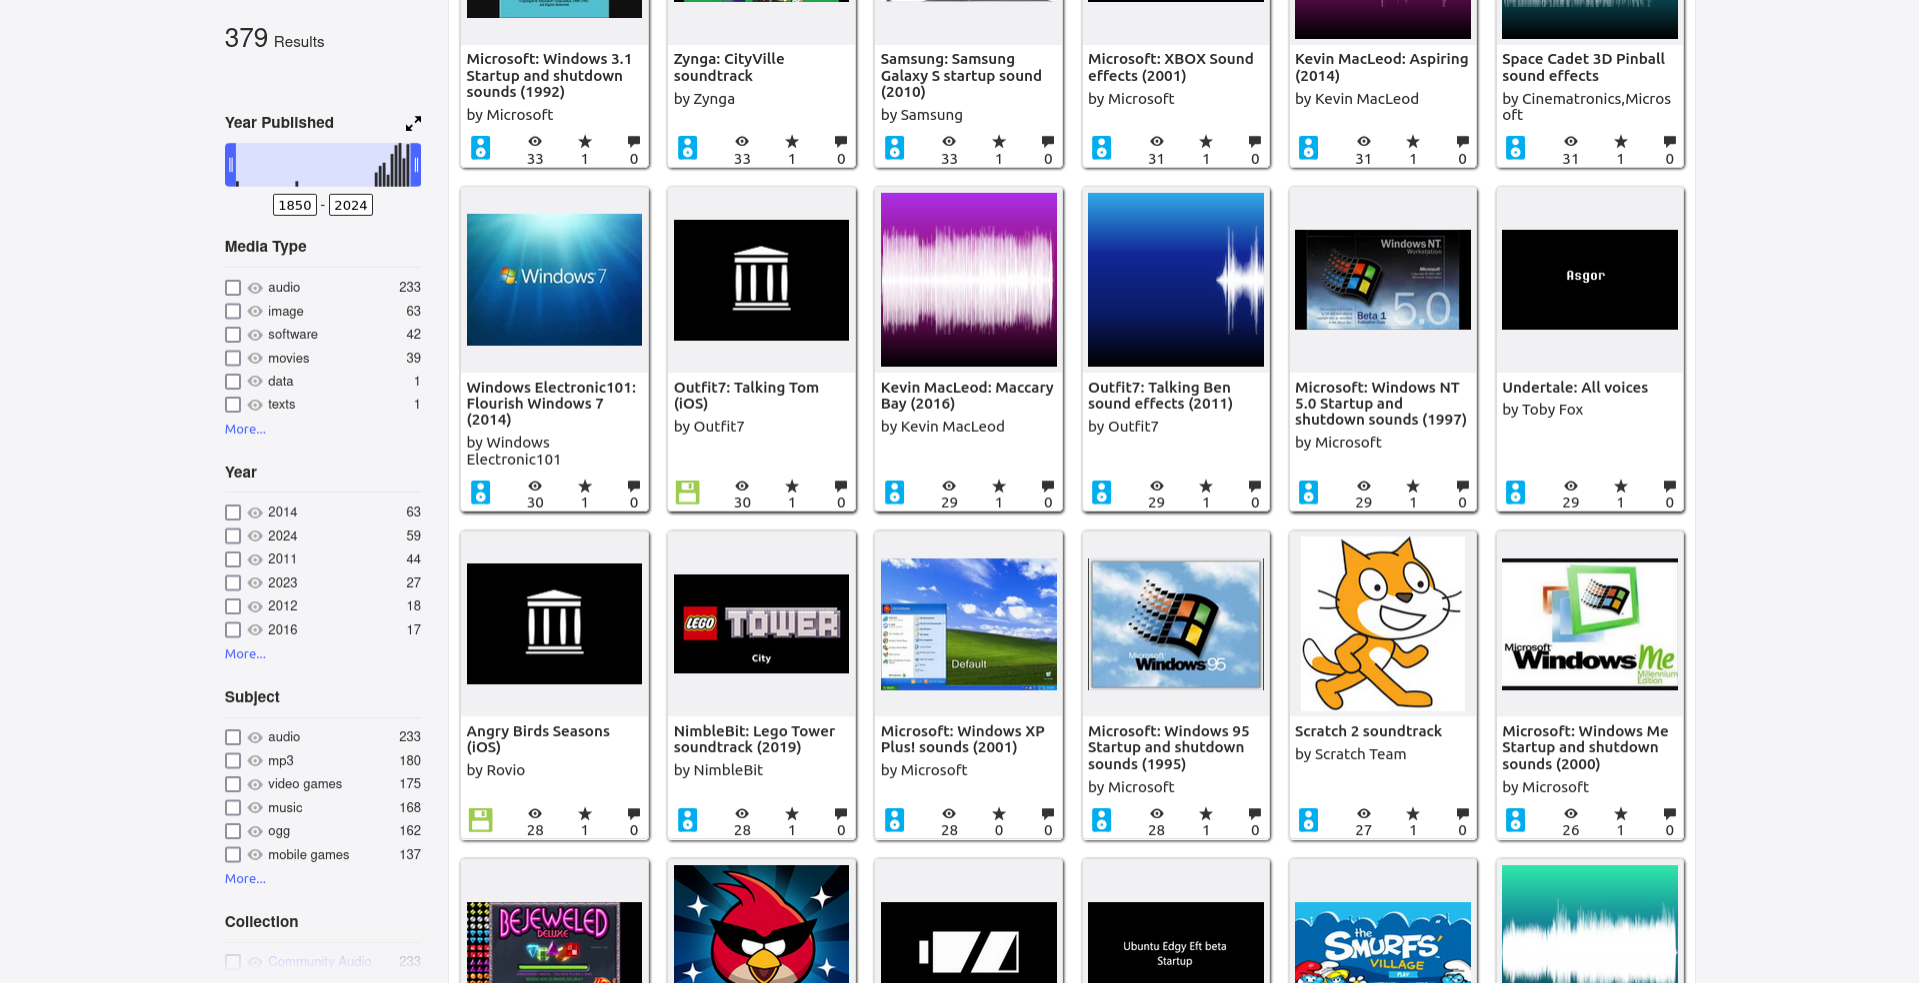 379 Results
Year Published
1850 - 2024
Media Type
audio 233
image 63
software 42
movies 39
data 1
texts 1
More...
Year
2014 63
2024 59
2011 44
2023 27
2012 18
2016 17
More...
Subject
audio 233
mp3 180
video games 175
music 168
ogg 162
mobile games 137
More...
Collection
Community Audio 233
Microsoft: Windows 3.1
Startup and shutdown
sounds (1992)
by Microsoft
33 1 0
Zynga: CityVille
soundtrack
by Zynga
33 1 0
Samsung: Samsung
Galaxy S startup sound
(2010)
by Samsung
33 1 0
Microsoft: XBOX Sound
effects (2001)
by Microsoft
31 1 0
Kevin MacLeod: Aspiring
(2014)
by Kevin MacLeod
31 1 0
Space Cadet 3D Pinball
sound effects
by Cinematronics,Micros
oft
31 1 0
Windows 7
Windows Electronic101:
Flourish Windows 7
(2014)
by Windows
Electronic101
30 1 0
Outfit7: Talking Tom
(iOS)
by Outfit7
30 1 0
Kevin MacLeod: Maccary
Bay (2016)
by Kevin MacLeod
29 1 0
Outfit7: Talking Ben
sound effects (2011)
by Outfit7
29 1 0
Windows NT
Workstation
Microsoft
Beta 1
5.0
Microsoft: Windows NT
5.0 Startup and
shutdown sounds (1997)
by Microsoft
29 1 0
Asgor
Undertale: All voices
by Toby Fox
29 1 0
Angry Birds Seasons
(iOS)
by Rovio
28 1 0
LEGO TOWER
City
NimbleBit: Lego Tower
soundtrack (2019)
by NimbleBit
28 1 0
Default
Microsoft: Windows XP
Plus! sounds (2001)
by Microsoft
28 0 0
Microsoft
Windows 95
Microsoft: Windows 95
Startup and shutdown
sounds (1995)
by Microsoft
28 1 0
Scratch 2 soundtrack
by Scratch Team
27 1 0
Microsoft
Windows Me
Millennium
Edition
Microsoft: Windows Me
Startup and shutdown
sounds (2000)
by Microsoft
26 1 0
BEJEWELED
DELUXE
Ubuntu Edgy Eft beta
Startup
the
SMURFS'
VILLAGE
PLAY